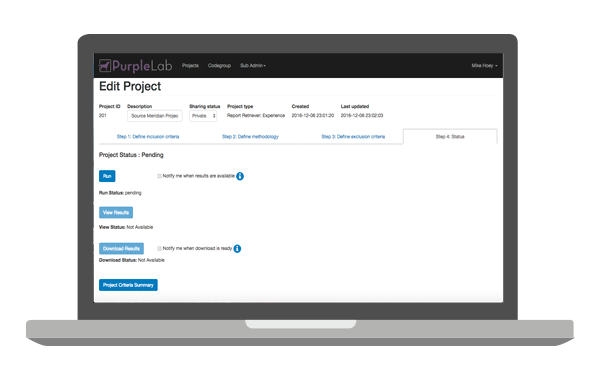 PurpleLab Projects Codegroup Sub Admin Mike Hoey
Edit Project
Project ID Description Sharing status Project type Created Last updated
201 Source Meridian Projec Private Report Retriever: Experience 2016-12-06 23:01:20 2016-12-06 23:02:03
Step 1: Define inclusion criteria Step 2: Define methodology Step 3: Define exclusion criteria Step 4: Status
Project Status : Pending
Run Notify me when results are available
Run Status: pending
View Results
View Status: Not Available
Download Results Notify me when download is ready
Download Status: Not Available
Project Criteria Summary